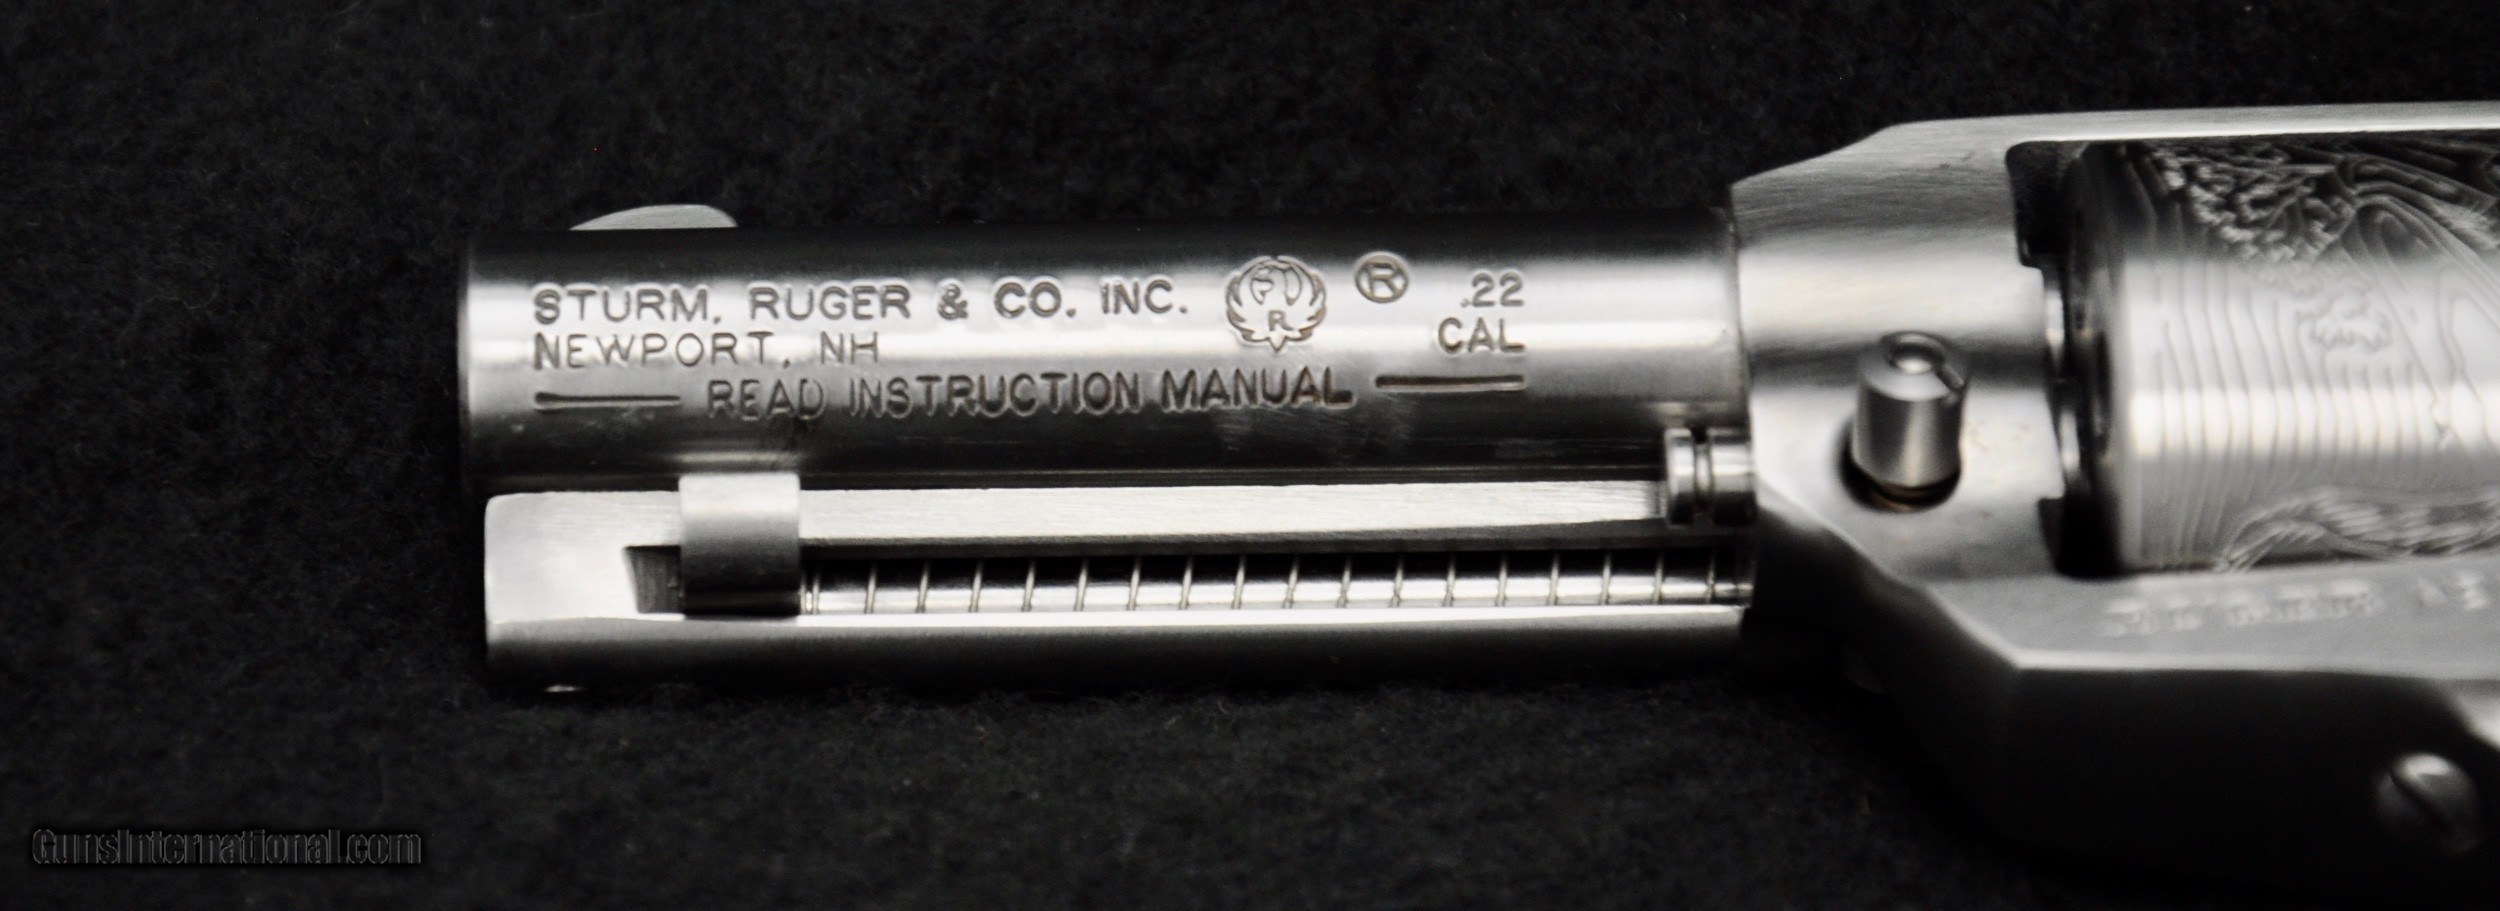 STURM, RUGER & CO. INC. R ® .22
NEWPORT, NH CAL
READ INSTRUCTION MANUAL
GunsInternational.com